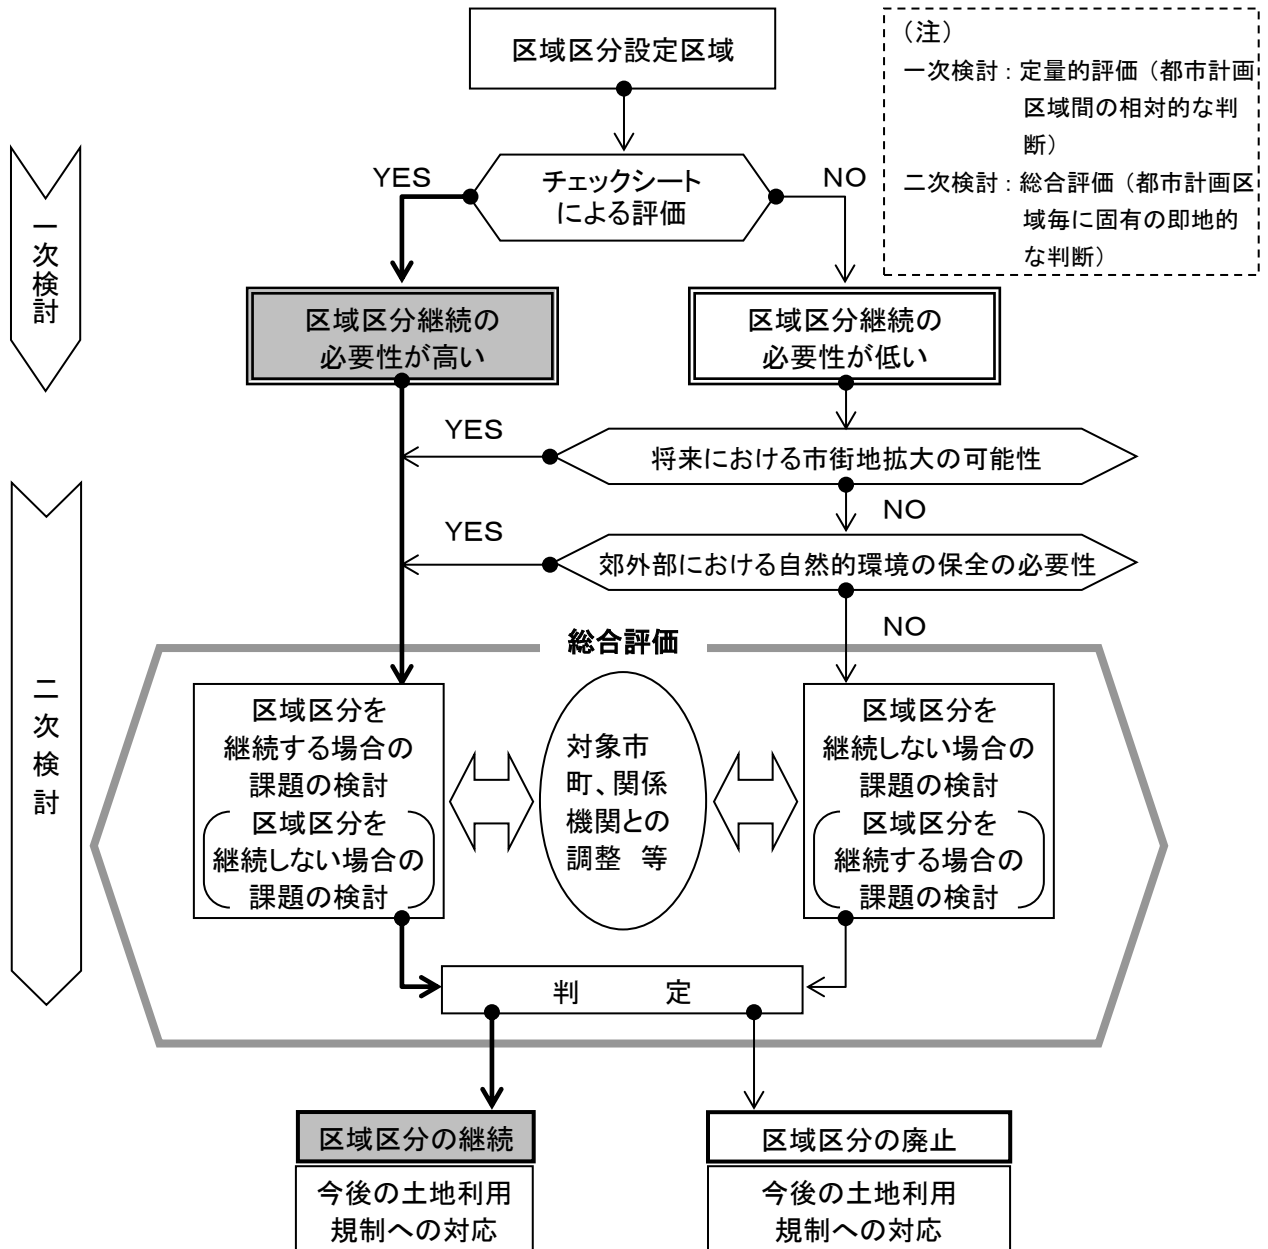 区域区分設定区域
（注）
一次検討：定量的評価（都市計画
区域間の相対的な判
断）
二次検討：総合評価（都市計画区
域毎に固有の即地的
な判断）
一次検討
YES
チェックシート
による評価
NO
区域区分継続の
必要性が高い
区域区分継続の
必要性が低い
YES
将来における市街地拡大の可能性
NO
YES
郊外部における自然的環境の保全の必要性
NO
二次検討
総合評価
区域区分を
継続する場合の
課題の検討
区域区分を
継続しない場合の
課題の検討
対象市
町、関係
機関との
調整　等
区域区分を
継続しない場合の
課題の検討
区域区分を
継続する場合の
課題の検討
判　　　定
区域区分の継続
今後の土地利用
規制への対応
区域区分の廃止
今後の土地利用
規制への対応